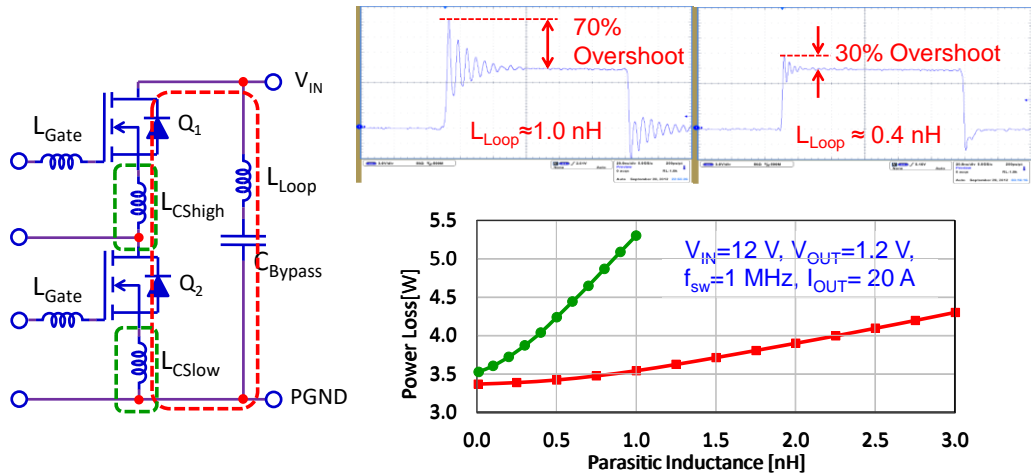 V_IN
Q₁
L_Gate
L_Loop
L_CShigh
C_Bypass
L_Gate
Q₂
L_CSlow
PGND
70%
Overshoot
L_Loop≈1.0 nH
30% Overshoot
L_Loop ≈ 0.4 nH
V_IN=12 V, V_OUT=1.2 V,
f_sw=1 MHz, I_OUT= 20 A
Power Loss[W]
5.5
5.0
4.5
4.0
3.5
3.0
0.0 0.5 1.0 1.5 2.0 2.5 3.0
Parasitic Inductance [nH]